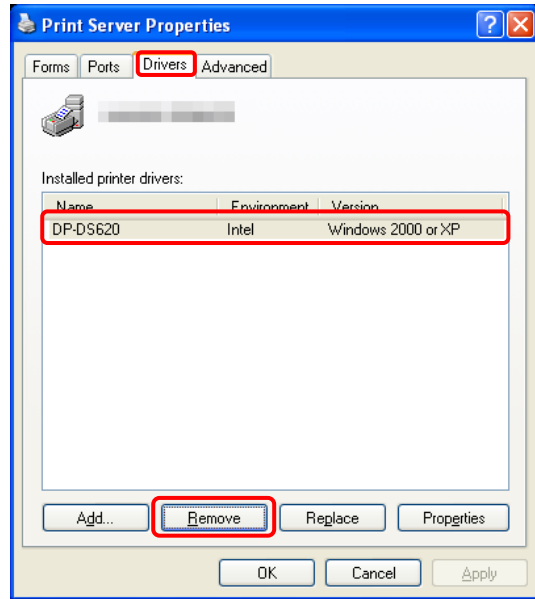 Print Server Properties
Forms Ports Drivers Advanced
Installed printer drivers:
Name Environment Version
DP-DS620 Intel Windows 2000 or XP
Add... Remove Replace Properties
OK Cancel Apply